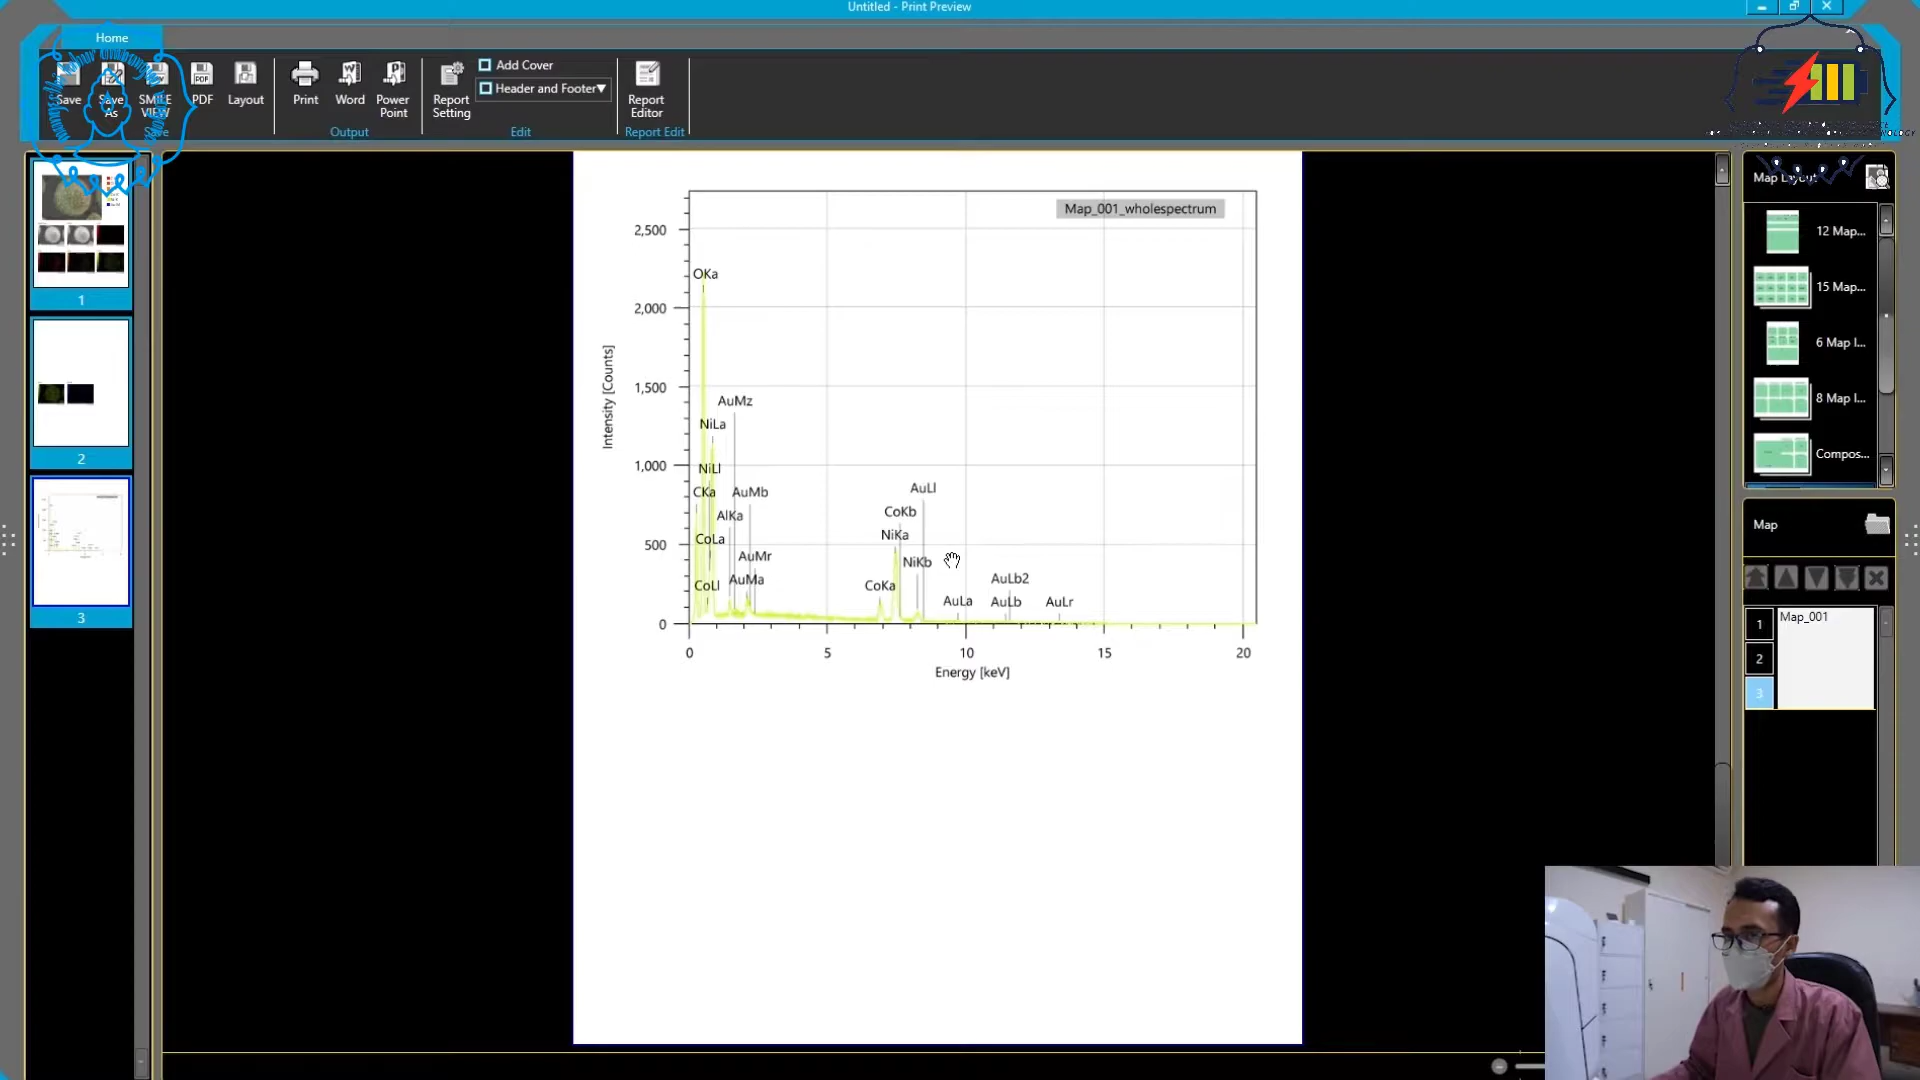 Untitled - Print Preview
Home
Save
Save As
SMILE VIEW
PDF
Layout
Print
Word
Power Point
Report Setting
Add Cover
Header and Footer▼
Report Editor
Output
Edit
Report Edit
1
2
3
Map_001_wholespectrum
Intensity [Counts]
2,500
2,000
1,500
1,000
500
0
OKa
AuMz
NiLa
NiLl
CKa
AuMb
AlKa
CoLa
AuMr
AuMa
CoLl
AuLl
CoKb
NiKa
NiKb
CoKa
AuLb2
AuLa
AuLb
AuLr
0
5
10
15
20
Energy [keV]
12 Map...
15 Map...
6 Map I...
8 Map I...
Compos...
Map
1
2
3
Map_001